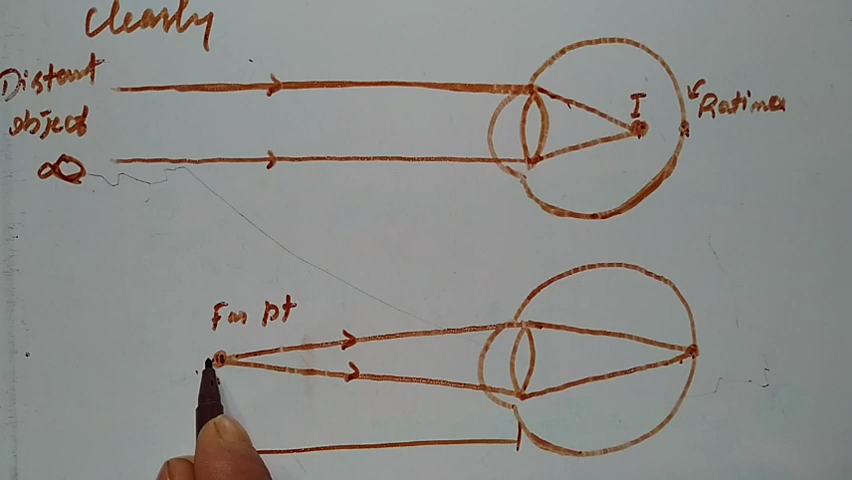 Clearly
Distant
object
∞
I
Retina
Far pt